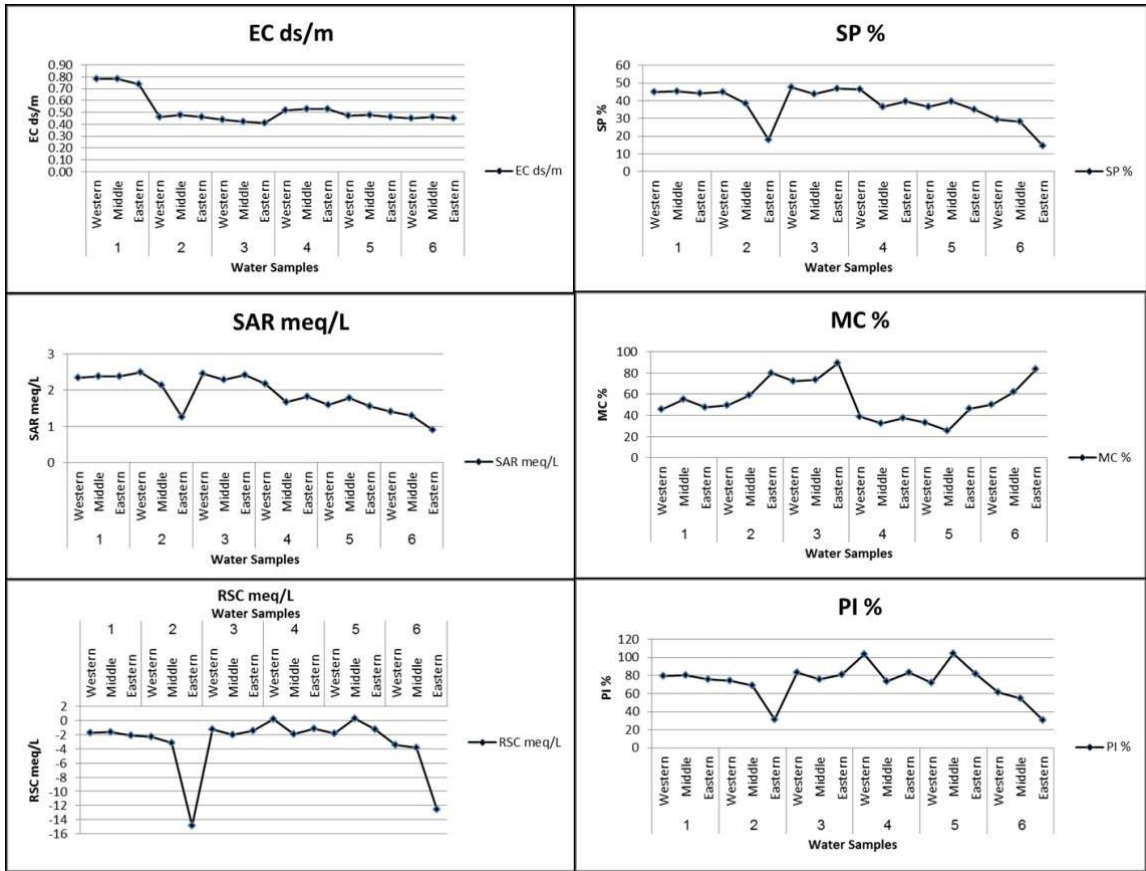 EC ds/m
0.90
0.80
0.70
0.60
0.50
0.40
0.30
0.20
0.10
0.00
EC ds/m
Western Middle Eastern Western Middle Eastern Western Middle Eastern Western Middle Eastern Western Middle Eastern Western Middle Eastern
1 2 3 4 5 6
Water Samples
EC ds/m
SP %
60
50
40
30
20
10
0
SP %
Western Middle Eastern Western Middle Eastern Western Middle Eastern Western Middle Eastern Western Middle Eastern Western Middle Eastern
1 2 3 4 5 6
Water Samples
SP %
SAR meq/L
3
2
1
0
SAR meq/L
Western Middle Eastern Western Middle Eastern Western Middle Eastern Western Middle Eastern Western Middle Eastern Western Middle Eastern
1 2 3 4 5 6
Water Samples
SAR meq/L
MC %
100
80
60
40
20
0
MC %
Western Middle Eastern Western Middle Eastern Western Middle Eastern Western Middle Eastern Western Middle Eastern Western Middle Eastern
1 2 3 4 5 6
Water Samples
MC %
RSC meq/L
Water Samples
1 2 3 4 5 6
Western Middle Eastern Western Middle Eastern Western Middle Eastern Western Middle Eastern Western Middle Eastern Western Middle Eastern
2
0
-2
-4
-6
-8
-10
-12
-14
-16
RSC meq/L
RSC meq/L
PI %
120
100
80
60
40
20
0
PI %
Western Middle Eastern Western Middle Eastern Western Middle Eastern Western Middle Eastern Western Middle Eastern Western Middle Eastern
1 2 3 4 5 6
Water Samples
PI %